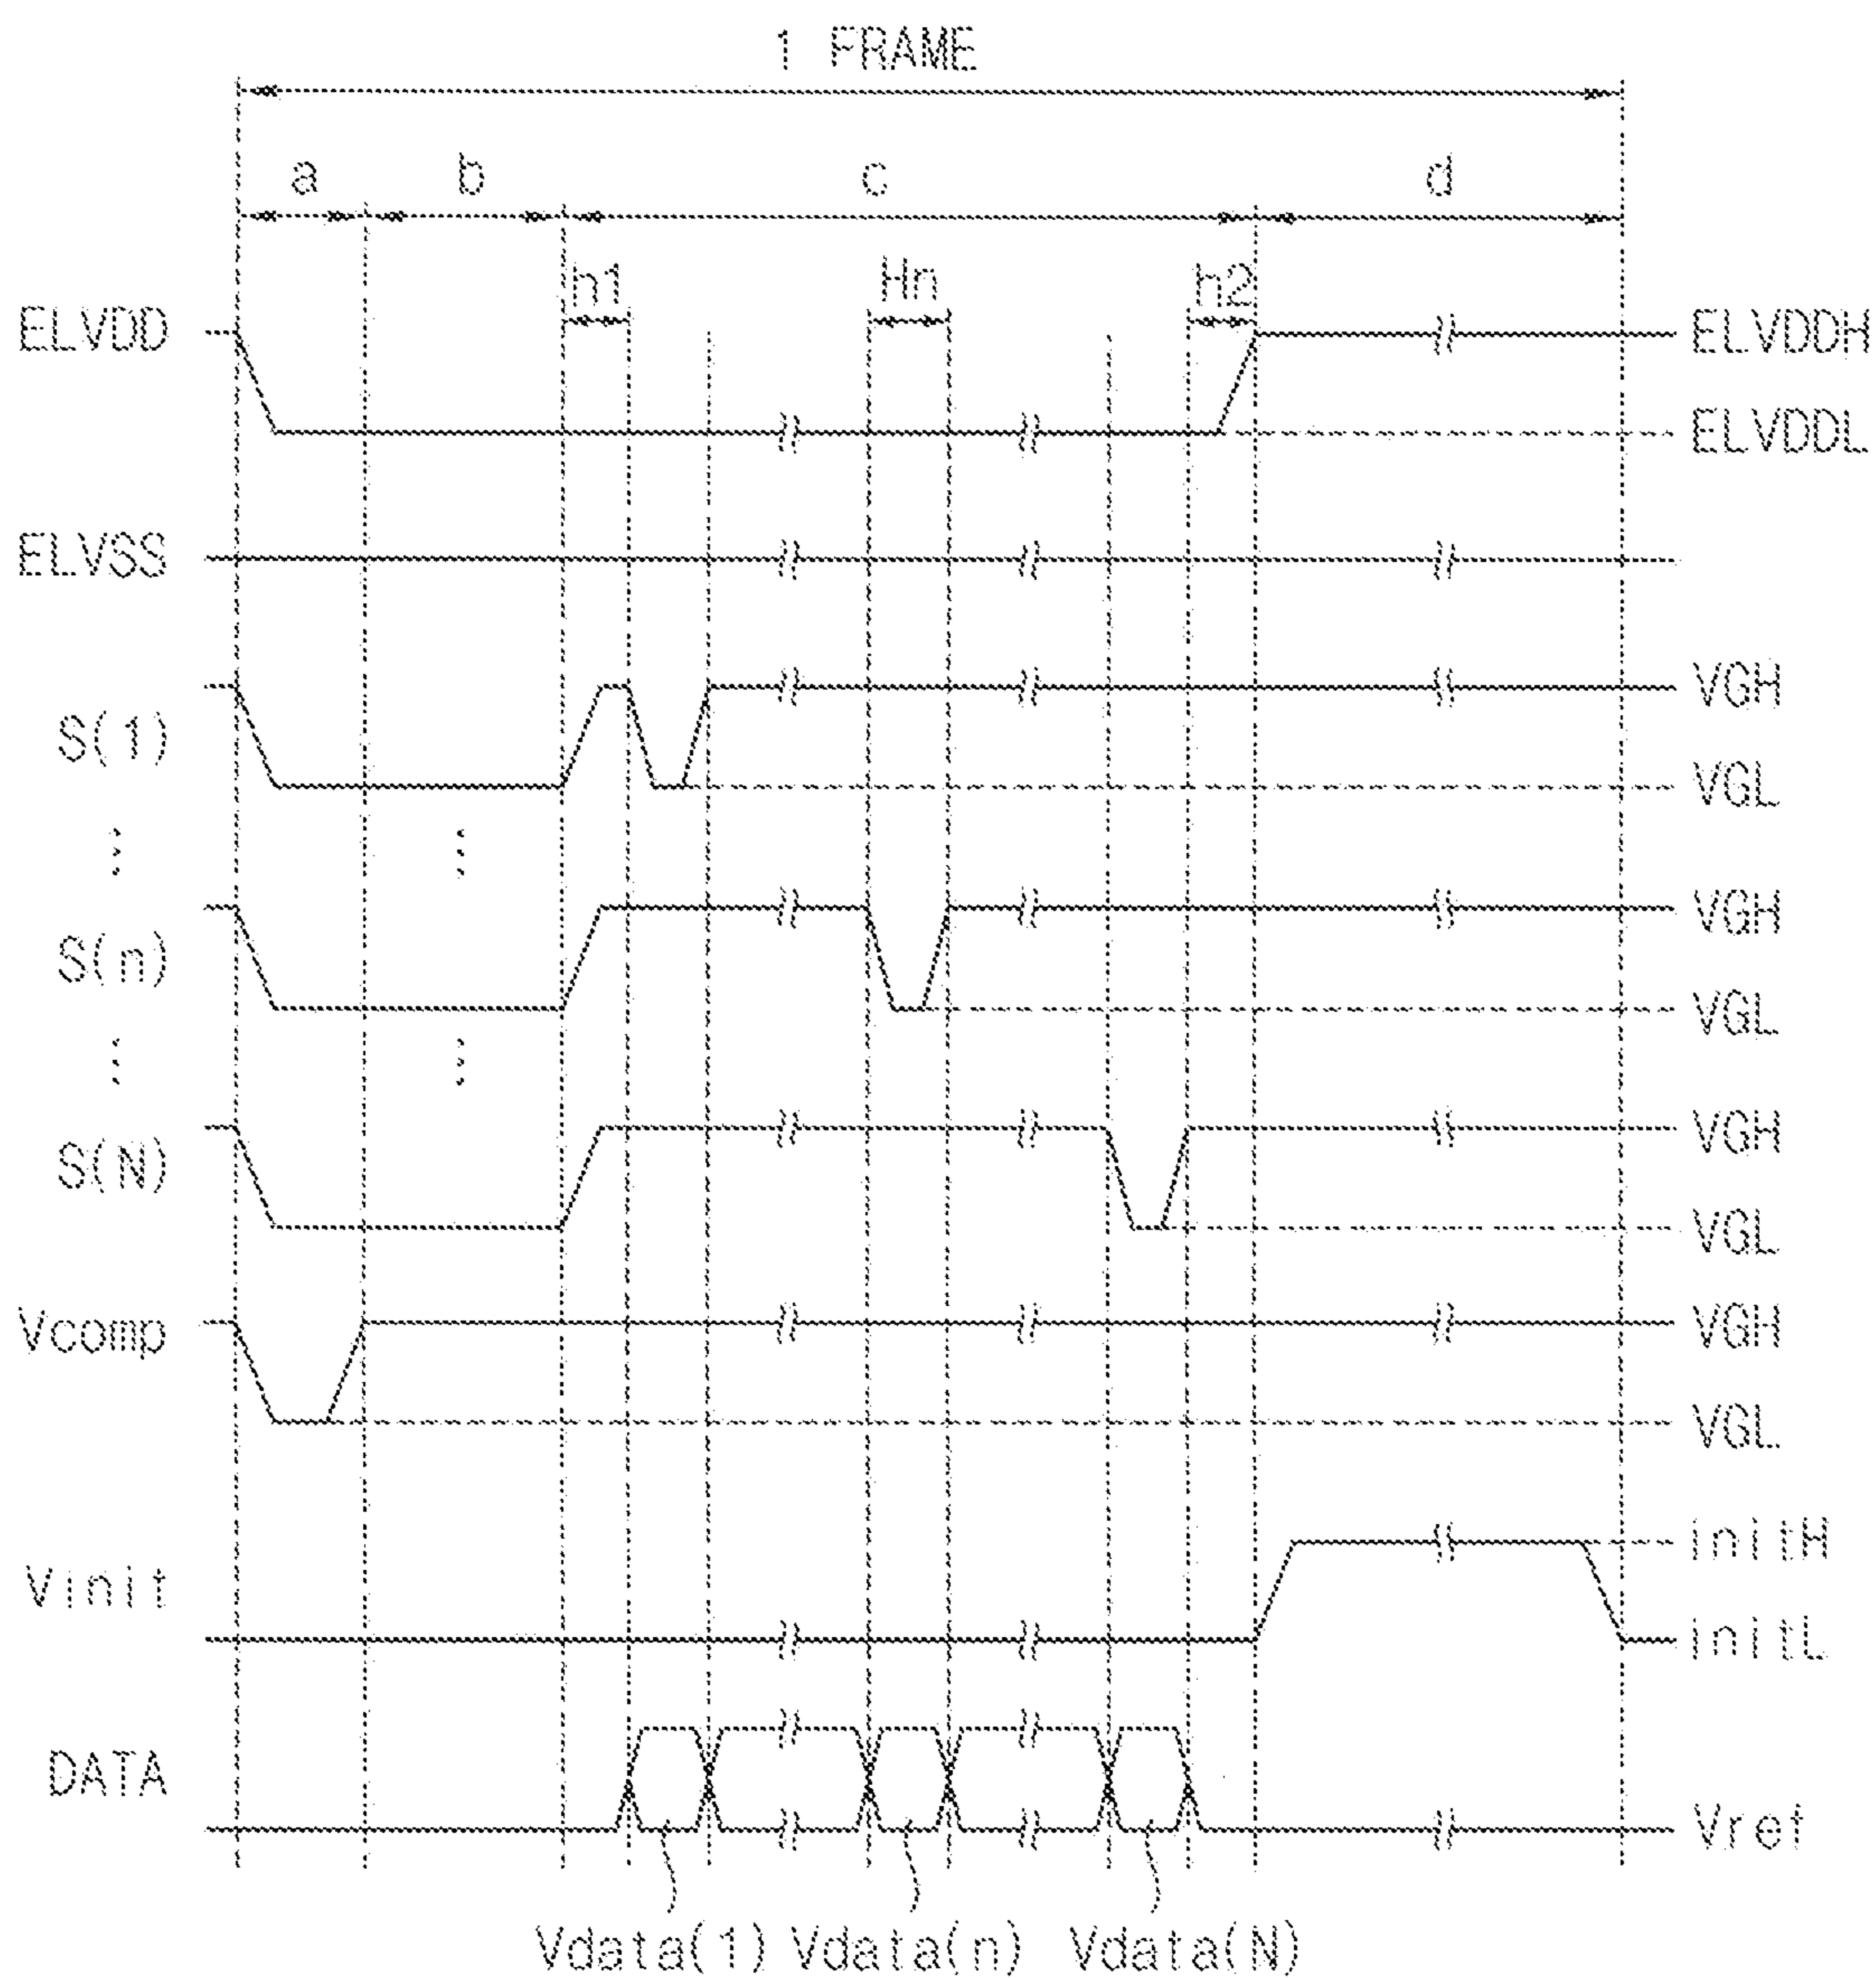 1 FRAME
a b c d
h1 Hn h2
ELVDD ELVDDH
ELVDDL
ELVSS
VGH
S(1)
VGL
VGH
S(n)
VGL
VGH
S(N)
VGL
Vcomp VGH
VGL
initH
Vinit
initL
DATA
Vref
Vdata(1) Vdata(n) Vdata(N)